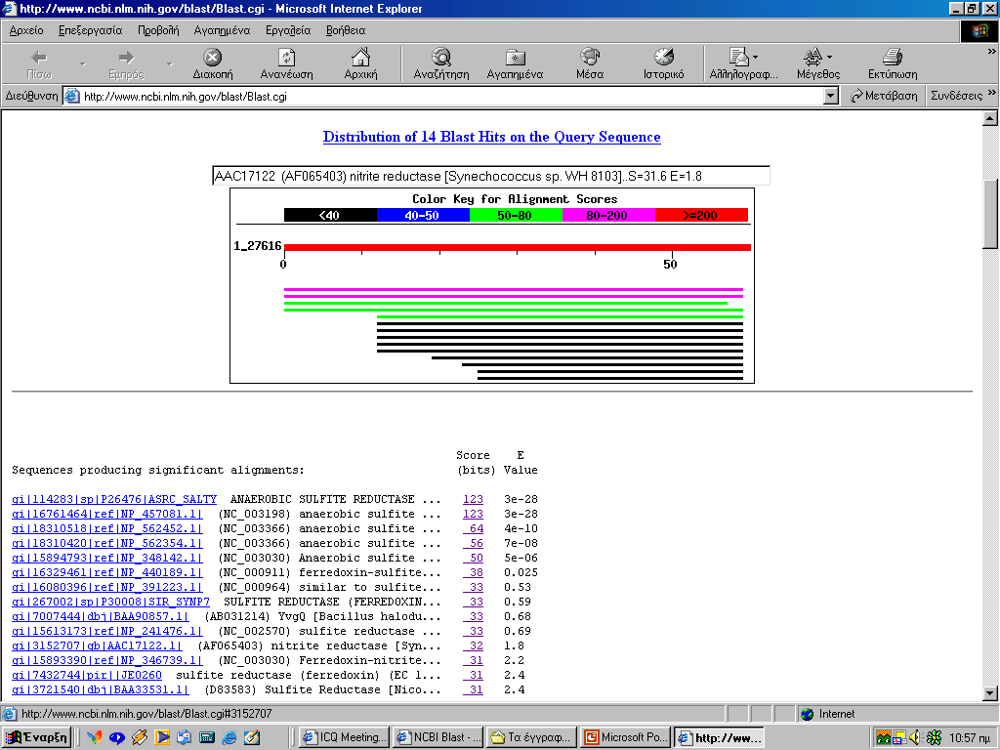 http://www.ncbi.nlm.nih.gov/blast/Blast.cgi - Microsoft Internet Explorer
Αρχείο Επεξεργασία Προβολή Αγαπημένα Εργαλεία Βοήθεια
Πίσω Εμπρός Διακοπή Ανανέωση Αρχική Αναζήτηση Αγαπημένα Μέσα Ιστορικό Αλληλογραφ... Μέγεθος Εκτύπωση
Διεύθυνση http://www.ncbi.nlm.nih.gov/blast/Blast.cgi Μετάβαση Συνδέσεις »
Distribution of 14 Blast Hits on the Query Sequence
AAC17122 (AF065403) nitrite reductase [Synechococcus sp. WH 8103]..S=31.6 E=1.8
Color Key for Alignment Scores
<40 40-50 50-80 80-200 >=200
1_27616
0 50
Score E
Sequences producing significant alignments: (bits) Value
gi|114283|sp|P26476|ASRC_SALTY ANAEROBIC SULFITE REDUCTASE ... 123 3e-28
gi|16761464|ref|NP_457081.1| (NC_003198) anaerobic sulfite ... 123 3e-28
gi|18310518|ref|NP_562452.1| (NC_003366) anaerobic sulfite ... 64 4e-10
gi|18310420|ref|NP_562354.1| (NC_003366) anaerobic sulfite ... 56 7e-08
gi|15894793|ref|NP_348142.1| (NC_003030) Anaerobic sulfite ... 50 5e-06
gi|16329461|ref|NP_440189.1| (NC_000911) ferredoxin-sulfite... 38 0.025
gi|16080396|ref|NP_391223.1| (NC_000964) similar to sulfite... 33 0.53
gi|267002|sp|P30008|SIR_SYNP7 SULFITE REDUCTASE (FERREDOXIN... 33 0.59
gi|7007444|dbj|BAA90857.1| (AB031214) YvgQ [Bacillus halodu... 33 0.68
gi|15613173|ref|NP_241476.1| (NC_002570) sulfite reductase ... 33 0.69
gi|3152707|gb|AAC17122.1| (AF065403) nitrite reductase [Syn... 32 1.8
gi|15893390|ref|NP_346739.1| (NC_003030) Ferredoxin-nitrite... 31 2.2
gi|7432744|pir||JE0260 sulfite reductase (ferredoxin) (EC 1... 31 2.4
gi|3721540|dbj|BAA33531.1| (D83583) Sulfite Reductase [Nico... 31 2.4
http://www.ncbi.nlm.nih.gov/blast/Blast.cgi#3152707 Internet
Έναρξη ICQ Meeting... NCBI Blast - ... Τα έγγραφ... Microsoft Po... http://ww... 10:57 πμ